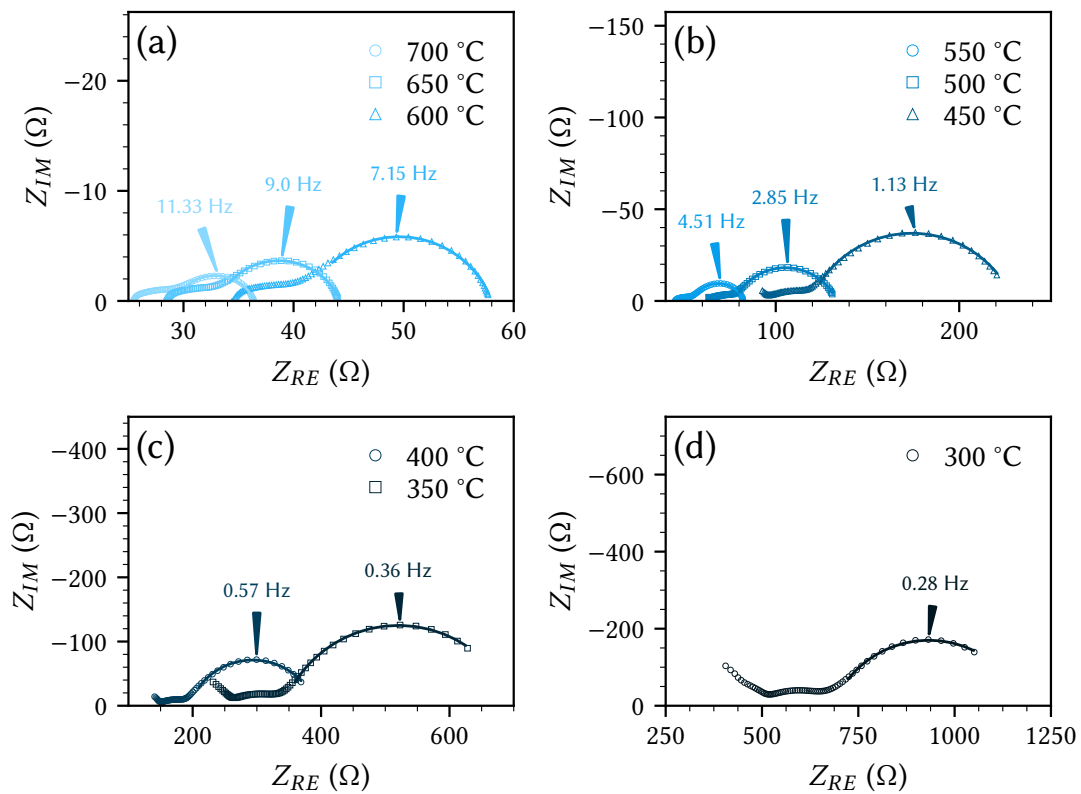 (a)
700 °C
650 °C
600 °C
−20
−10
0
Z_IM (Ω)
11.33 Hz
9.0 Hz
7.15 Hz
30
40
50
60
Z_RE (Ω)
(b)
550 °C
500 °C
450 °C
−150
−100
−50
0
Z_IM (Ω)
4.51 Hz
2.85 Hz
1.13 Hz
100
200
Z_RE (Ω)
(c)
400 °C
350 °C
−400
−300
−200
−100
0
Z_IM (Ω)
0.57 Hz
0.36 Hz
200
400
600
Z_RE (Ω)
(d)
300 °C
−600
−400
−200
0
Z_IM (Ω)
0.28 Hz
250
500
750
1000
1250
Z_RE (Ω)